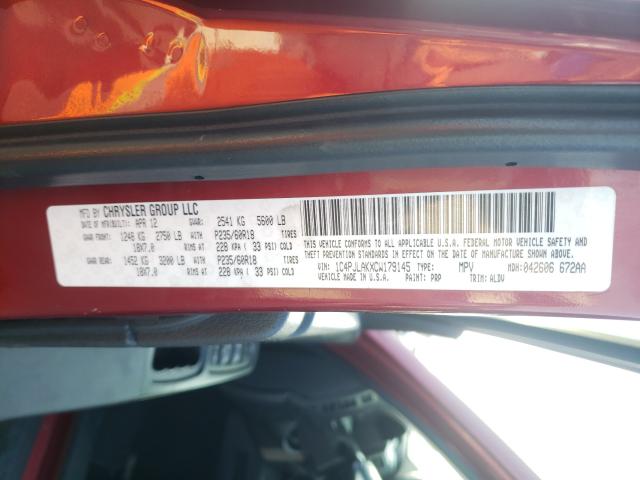 MFD BY CHRYSLER GROUP LLC
DATE OF MFR(BUILT): APR 12 GVWR: 2541 KG 5600 LB
GAWR FRONT: 1248 KG 2750 LB WITH P235/60R18 TIRES
18X7.0 RIMS AT 228 KPA ( 33 PSI) COLD
GAWR REAR: 1452 KG 3200 LB WITH P235/60R18 TIRES
18X7.0 RIMS AT 228 KPA ( 33 PSI) COLD
THIS VEHICLE CONFORMS TO ALL APPLICABLE U.S.A. FEDERAL MOTOR VEHICLE SAFETY AND
THEFT PREVENTION STANDARDS IN EFFECT ON THE DATE OF MANUFACTURE SHOWN ABOVE.
VIN: 1C4PJLAKXCW179145 TYPE: MPV MDH:042606 672AA
VEHICLE MADE IN U.S.A. PAINT: PRP TRIM: ALDV